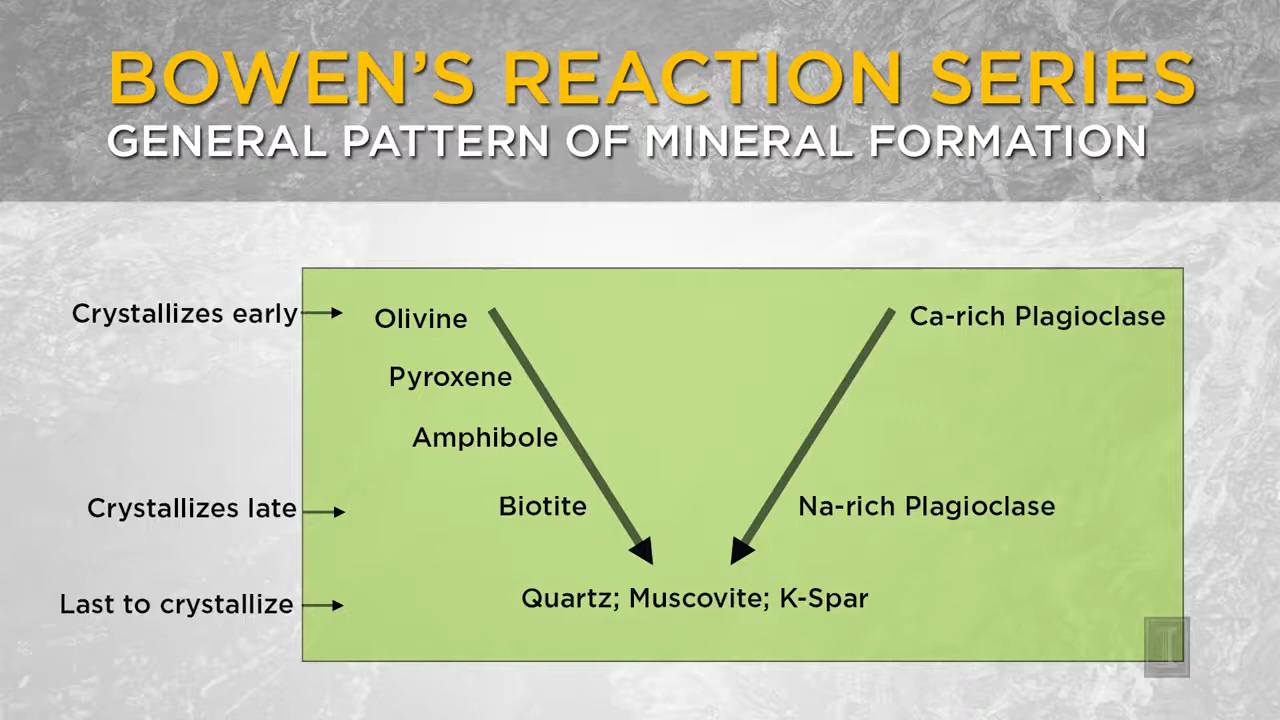 BOWEN'S REACTION SERIES
GENERAL PATTERN OF MINERAL FORMATION
Crystallizes early
Olivine
Ca-rich Plagioclase
Pyroxene
Amphibole
Crystallizes late
Biotite
Na-rich Plagioclase
Last to crystallize
Quartz; Muscovite; K-Spar
I